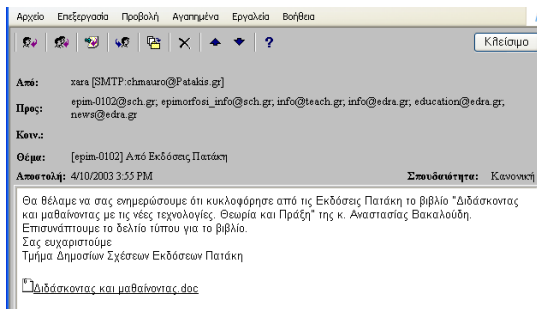 Αρχείο Επεξεργασία Προβολή Αγαπημένα Εργαλεία Βοήθεια
Κλείσιμο
Από: xara [SMTP:chmauro@Patakis.gr]
Προς: epim-0102@sch.gr; epimorfosi_info@sch.gr; info@teach.gr; info@edra.gr; education@edra.gr;
news@edra.gr
Κοιν.:
Θέμα: [epim-0102] Από Εκδόσεις Πατάκη
Αποστολή: 4/10/2003 3:55 PM Σπουδαιότητα: Κανονική
Θα θέλαμε να σας ενημερώσουμε ότι κυκλοφόρησε από τις Εκδόσεις Πατάκη το βιβλίο "Διδάσκοντας
και μαθαίνοντας με τις νέες τεχνολογίες. Θεωρία και Πράξη" της κ. Αναστασίας Βακαλούδη.
Επισυνάπτουμε το δελτίο τύπου για το βιβλίο.
Σας ευχαριστούμε
Τμήμα Δημοσίων Σχέσεων Εκδόσεων Πατάκη
Διδάσκοντας και μαθαίνοντας.doc